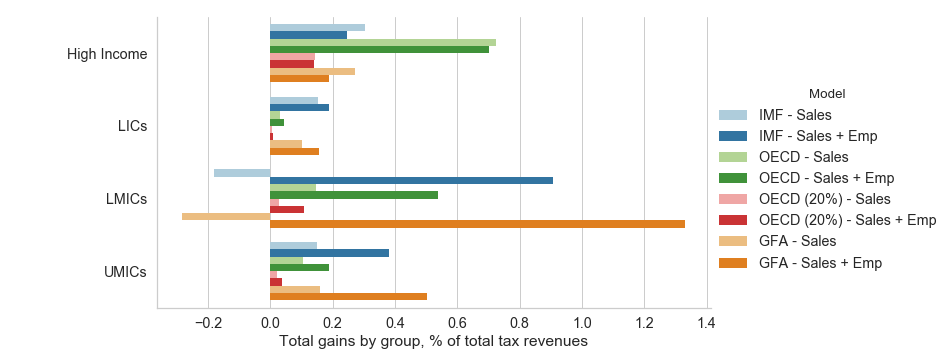 High Income
LICs
LMICs
UMICs
−0.2 0.0 0.2 0.4 0.6 0.8 1.0 1.2 1.4
Total gains by group, % of total tax revenues
Model
IMF - Sales
IMF - Sales + Emp
OECD - Sales
OECD - Sales + Emp
OECD (20%) - Sales
OECD (20%) - Sales + Emp
GFA - Sales
GFA - Sales + Emp